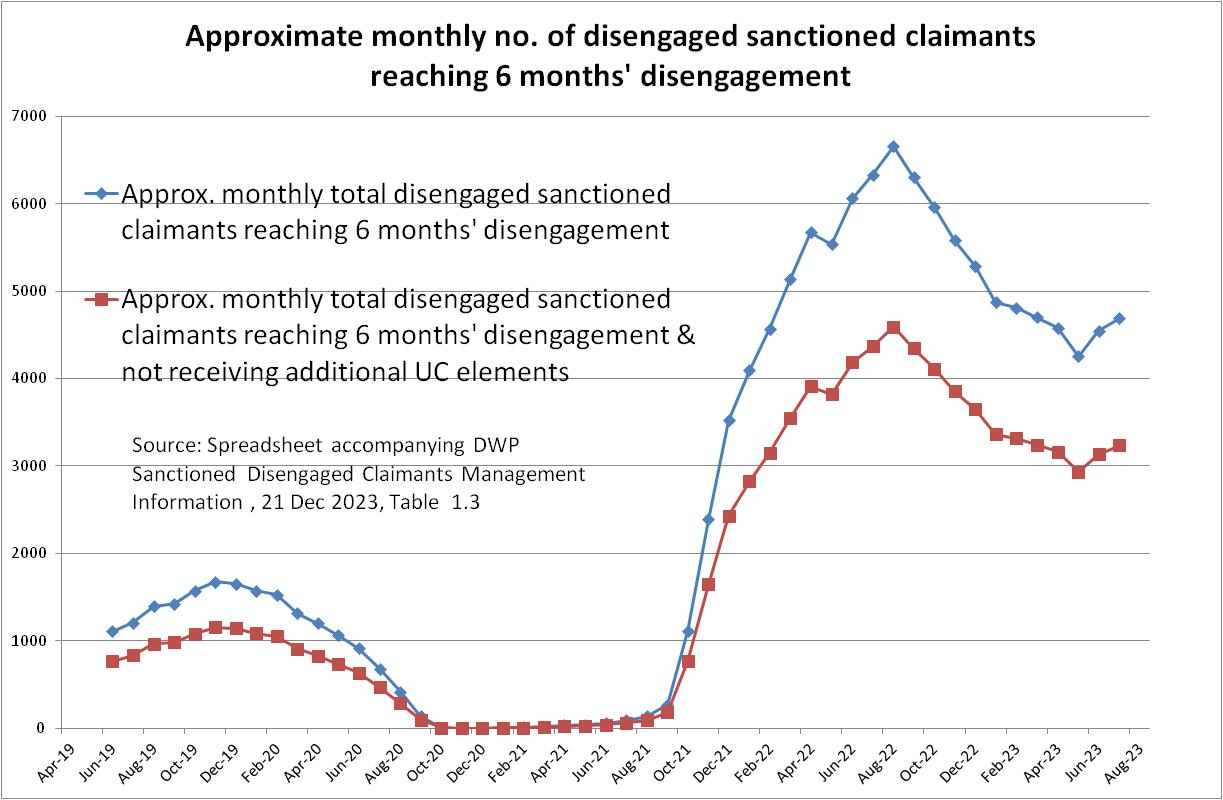 Approximate monthly no. of disengaged sanctioned claimants
reaching 6 months' disengagement
7000
6000
5000
4000
3000
2000
1000
0
Approx. monthly total disengaged sanctioned
claimants reaching 6 months' disengagement
Approx. monthly total disengaged sanctioned
claimants reaching 6 months' disengagement &
not receiving additional UC elements
Source: Spreadsheet accompanying DWP
Sanctioned Disengaged Claimants Management
Information , 21 Dec 2023, Table 1.3
Apr-19
Jun-19
Aug-19
Oct-19
Dec-19
Feb-20
Apr-20
Jun-20
Aug-20
Oct-20
Dec-20
Feb-21
Apr-21
Jun-21
Aug-21
Oct-21
Dec-21
Feb-22
Apr-22
Jun-22
Aug-22
Oct-22
Dec-22
Feb-23
Apr-23
Jun-23
Aug-23